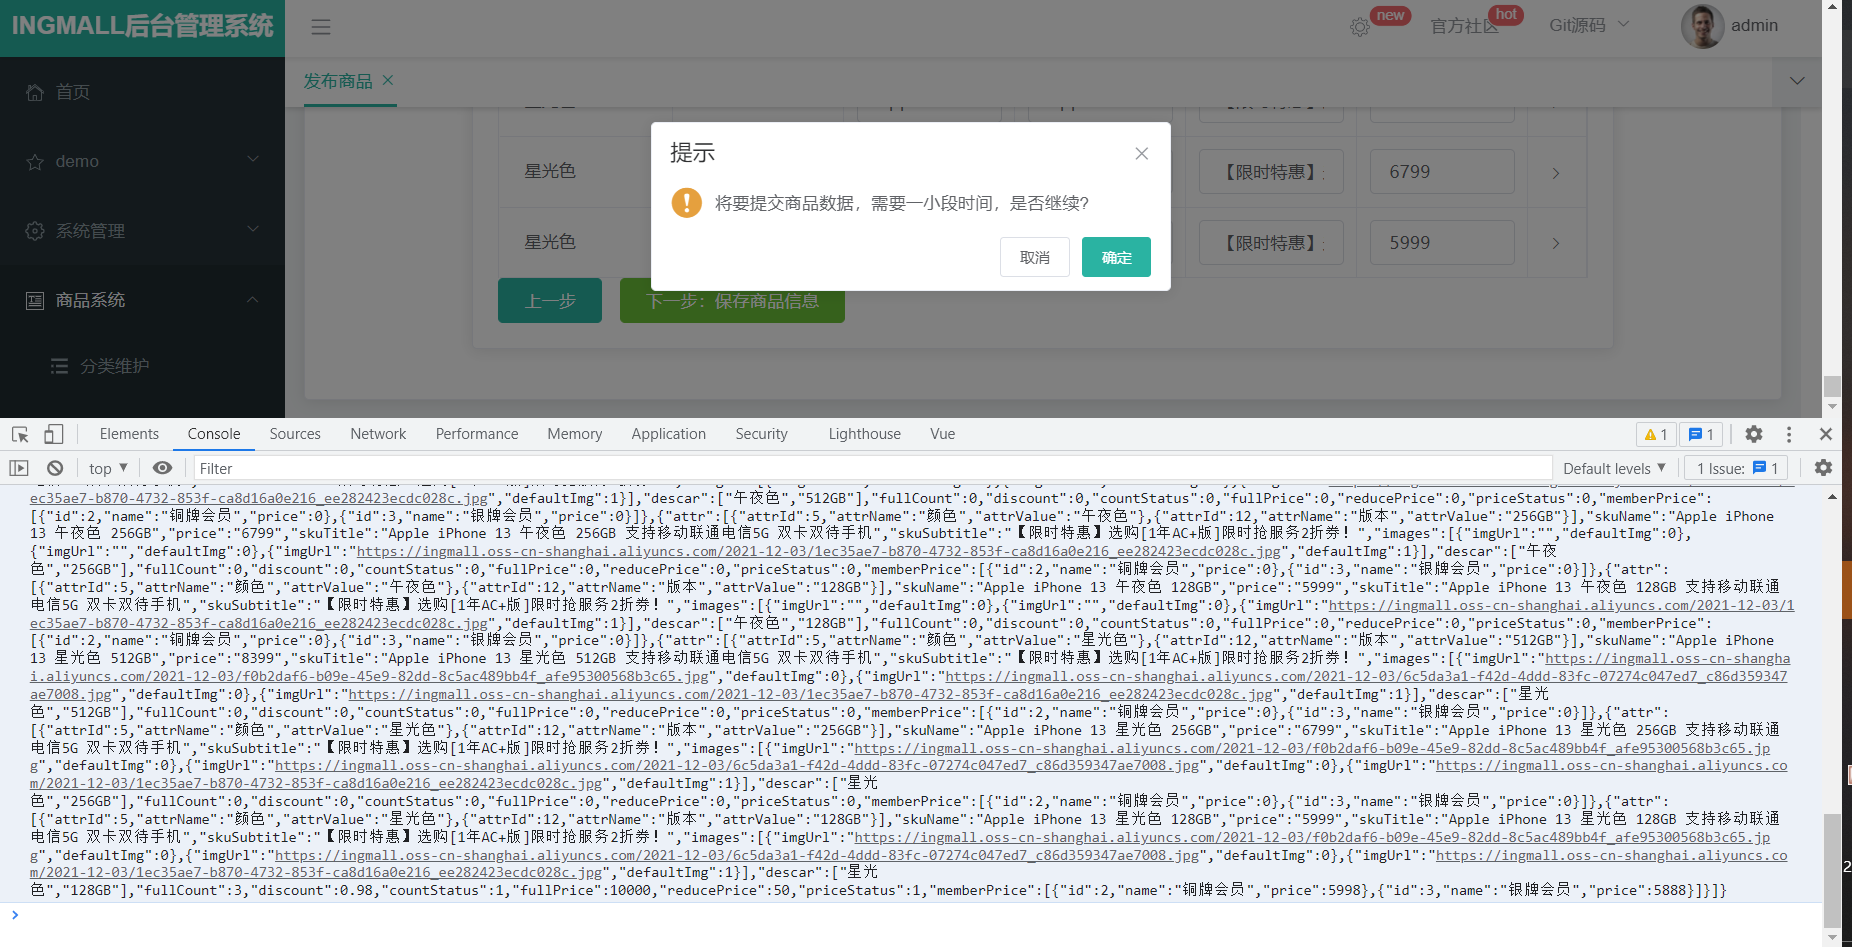 INGMALL后台管理系统
new
官方社区
hot
Git源码
admin
首页
发布商品
demo
系统管理
商品系统
分类维护
提示
将要提交商品数据，需要一小段时间，是否继续?
取消
确定
星光色
【限时特惠】
6799
星光色
【限时特惠】
5999
上一步
下一步：保存商品信息
Elements Console Sources Network Performance Memory Application Security Lighthouse Vue
1 1
top
Filter
Default levels
1 Issue: 1
ec35ae7-b870-4732-853f-ca8d16a0e216_ee282423ecdc028c.jpg","defaultImg":1}],"descar":["午夜色","512GB"],"fullCount":0,"discount":0,"countStatus":0,"fullPrice":0,"reducePrice":0,"priceStatus":0,"memberPrice":
[{"id":2,"name":"铜牌会员","price":0},{"id":3,"name":"银牌会员","price":0}]},{"attr":[{"attrId":5,"attrName":"颜色","attrValue":"午夜色"},{"attrId":12,"attrName":"版本","attrValue":"256GB"}],"skuName":"Apple iPhone
13 午夜色 256GB","price":"6799","skuTitle":"Apple iPhone 13 午夜色 256GB 支持移动联通电信5G 双卡双待手机","skuSubtitle":"【限时特惠】选购[1年AC+版]限时抢服务2折券！","images":[{"imgUrl":"","defaultImg":0},
{"imgUrl":"","defaultImg":0},{"imgUrl":"https://ingmall.oss-cn-shanghai.aliyuncs.com/2021-12-03/1ec35ae7-b870-4732-853f-ca8d16a0e216_ee282423ecdc028c.jpg","defaultImg":1}],"descar":["午夜
色","256GB"],"fullCount":0,"discount":0,"countStatus":0,"fullPrice":0,"reducePrice":0,"priceStatus":0,"memberPrice":[{"id":2,"name":"铜牌会员","price":0},{"id":3,"name":"银牌会员","price":0}]},{"attr":
[{"attrId":5,"attrName":"颜色","attrValue":"午夜色"},{"attrId":12,"attrName":"版本","attrValue":"128GB"}],"skuName":"Apple iPhone 13 午夜色 128GB","price":"5999","skuTitle":"Apple iPhone 13 午夜色 128GB 支持移动联通
电信5G 双卡双待手机","skuSubtitle":"【限时特惠】选购[1年AC+版]限时抢服务2折券！","images":[{"imgUrl":"","defaultImg":0},{"imgUrl":"","defaultImg":0},{"imgUrl":"https://ingmall.oss-cn-shanghai.aliyuncs.com/2021-12-03/1
ec35ae7-b870-4732-853f-ca8d16a0e216_ee282423ecdc028c.jpg","defaultImg":1}],"descar":["午夜色","128GB"],"fullCount":0,"discount":0,"countStatus":0,"fullPrice":0,"reducePrice":0,"priceStatus":0,"memberPrice":
[{"id":2,"name":"铜牌会员","price":0},{"id":3,"name":"银牌会员","price":0}]},{"attr":[{"attrId":5,"attrName":"颜色","attrValue":"星光色"},{"attrId":12,"attrName":"版本","attrValue":"512GB"}],"skuName":"Apple iPhone
13 星光色 512GB","price":"8399","skuTitle":"Apple iPhone 13 星光色 512GB 支持移动联通电信5G 双卡双待手机","skuSubtitle":"【限时特惠】选购[1年AC+版]限时抢服务2折券！","images":[{"imgUrl":"https://ingmall.oss-cn-shangha
i.aliyuncs.com/2021-12-03/f0b2daf6-b09e-45e9-82dd-8c5ac489bb4f_afe95300568b3c65.jpg","defaultImg":0},{"imgUrl":"https://ingmall.oss-cn-shanghai.aliyuncs.com/2021-12-03/6c5da3a1-f42d-4ddd-83fc-07274c047ed7_c86d359347
ae7008.jpg","defaultImg":0},{"imgUrl":"https://ingmall.oss-cn-shanghai.aliyuncs.com/2021-12-03/1ec35ae7-b870-4732-853f-ca8d16a0e216_ee282423ecdc028c.jpg","defaultImg":1}],"descar":["星光
色","512GB"],"fullCount":0,"discount":0,"countStatus":0,"fullPrice":0,"reducePrice":0,"priceStatus":0,"memberPrice":[{"id":2,"name":"铜牌会员","price":0},{"id":3,"name":"银牌会员","price":0}]},{"attr":
[{"attrId":5,"attrName":"颜色","attrValue":"星光色"},{"attrId":12,"attrName":"版本","attrValue":"256GB"}],"skuName":"Apple iPhone 13 星光色 256GB","price":"6799","skuTitle":"Apple iPhone 13 星光色 256GB 支持移动联通
电信5G 双卡双待手机","skuSubtitle":"【限时特惠】选购[1年AC+版]限时抢服务2折券！","images":[{"imgUrl":"https://ingmall.oss-cn-shanghai.aliyuncs.com/2021-12-03/f0b2daf6-b09e-45e9-82dd-8c5ac489bb4f_afe95300568b3c65.jp
g","defaultImg":0},{"imgUrl":"https://ingmall.oss-cn-shanghai.aliyuncs.com/2021-12-03/6c5da3a1-f42d-4ddd-83fc-07274c047ed7_c86d359347ae7008.jpg","defaultImg":0},{"imgUrl":"https://ingmall.oss-cn-shanghai.aliyuncs.co
m/2021-12-03/1ec35ae7-b870-4732-853f-ca8d16a0e216_ee282423ecdc028c.jpg","defaultImg":1}],"descar":["星光
色","256GB"],"fullCount":0,"discount":0,"countStatus":0,"fullPrice":0,"reducePrice":0,"priceStatus":0,"memberPrice":[{"id":2,"name":"铜牌会员","price":0},{"id":3,"name":"银牌会员","price":0}]},{"attr":
[{"attrId":5,"attrName":"颜色","attrValue":"星光色"},{"attrId":12,"attrName":"版本","attrValue":"128GB"}],"skuName":"Apple iPhone 13 星光色 128GB","price":"5999","skuTitle":"Apple iPhone 13 星光色 128GB 支持移动联通
电信5G 双卡双待手机","skuSubtitle":"【限时特惠】选购[1年AC+版]限时抢服务2折券！","images":[{"imgUrl":"https://ingmall.oss-cn-shanghai.aliyuncs.com/2021-12-03/f0b2daf6-b09e-45e9-82dd-8c5ac489bb4f_afe95300568b3c65.jp
g","defaultImg":0},{"imgUrl":"https://ingmall.oss-cn-shanghai.aliyuncs.com/2021-12-03/6c5da3a1-f42d-4ddd-83fc-07274c047ed7_c86d359347ae7008.jpg","defaultImg":0},{"imgUrl":"https://ingmall.oss-cn-shanghai.aliyuncs.co
m/2021-12-03/1ec35ae7-b870-4732-853f-ca8d16a0e216_ee282423ecdc028c.jpg","defaultImg":1}],"descar":["星光
色","128GB"],"fullCount":3,"discount":0.98,"countStatus":1,"fullPrice":10000,"reducePrice":50,"priceStatus":1,"memberPrice":[{"id":2,"name":"铜牌会员","price":5998},{"id":3,"name":"银牌会员","price":5888}]}]}